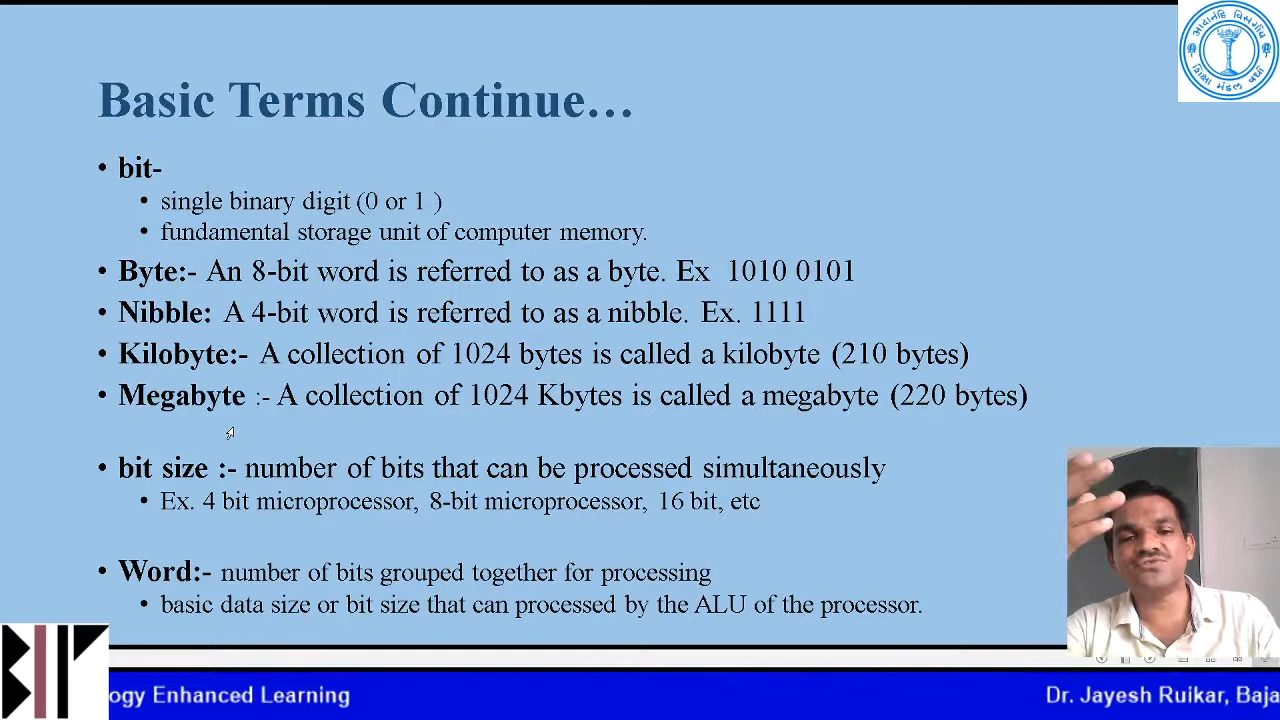 Basic Terms Continue…
• bit-
• single binary digit (0 or 1 )
• fundamental storage unit of computer memory.
• Byte:- An 8-bit word is referred to as a byte. Ex 1010 0101
• Nibble: A 4-bit word is referred to as a nibble. Ex. 1111
• Kilobyte:- A collection of 1024 bytes is called a kilobyte (210 bytes)
• Megabyte :- A collection of 1024 Kbytes is called a megabyte (220 bytes)
• bit size :- number of bits that can be processed simultaneously
• Ex. 4 bit microprocessor, 8-bit microprocessor, 16 bit, etc
• Word:- number of bits grouped together for processing
• basic data size or bit size that can processed by the ALU of the processor.
BIT
ogy Enhanced Learning
Dr. Jayesh Ruikar, Baja